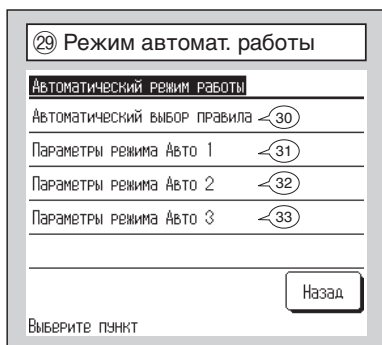 29 Режим автомат. работы
Автоматический режим работы
Автоматический выбор правила 30
Параметры режима Авто 1 31
Параметры режима Авто 2 32
Параметры режима Авто 3 33
Назад
Выберите пункт